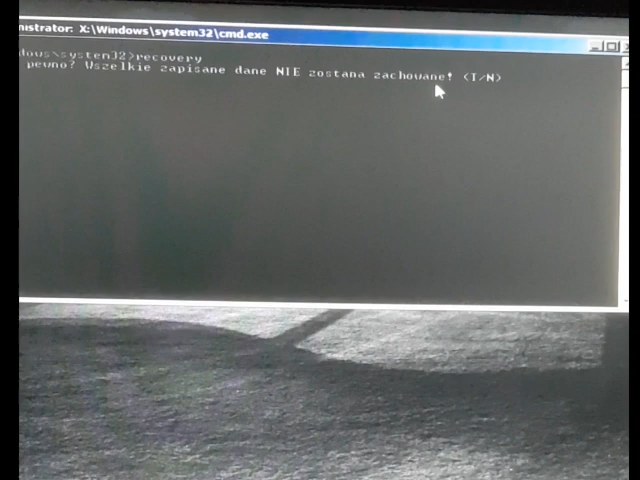 nistrator: X:\Windows\system32\cmd.exe
dows\system32>recovery
pewno? Wszelkie zapisane dane NIE zostana zachowane! (T/N)